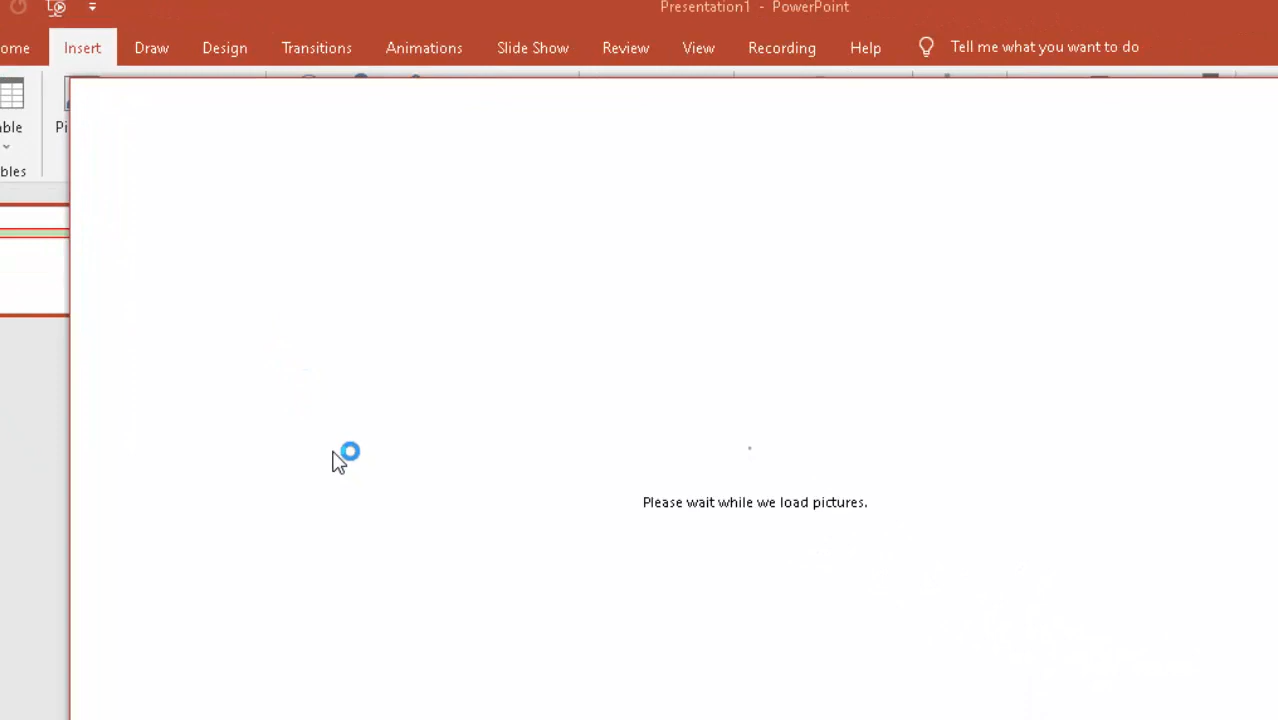 Presentation1 - PowerPoint
ome Insert Draw Design Transitions Animations Slide Show Review View Recording Help Tell me what you want to do
able Pi
bles
Please wait while we load pictures.